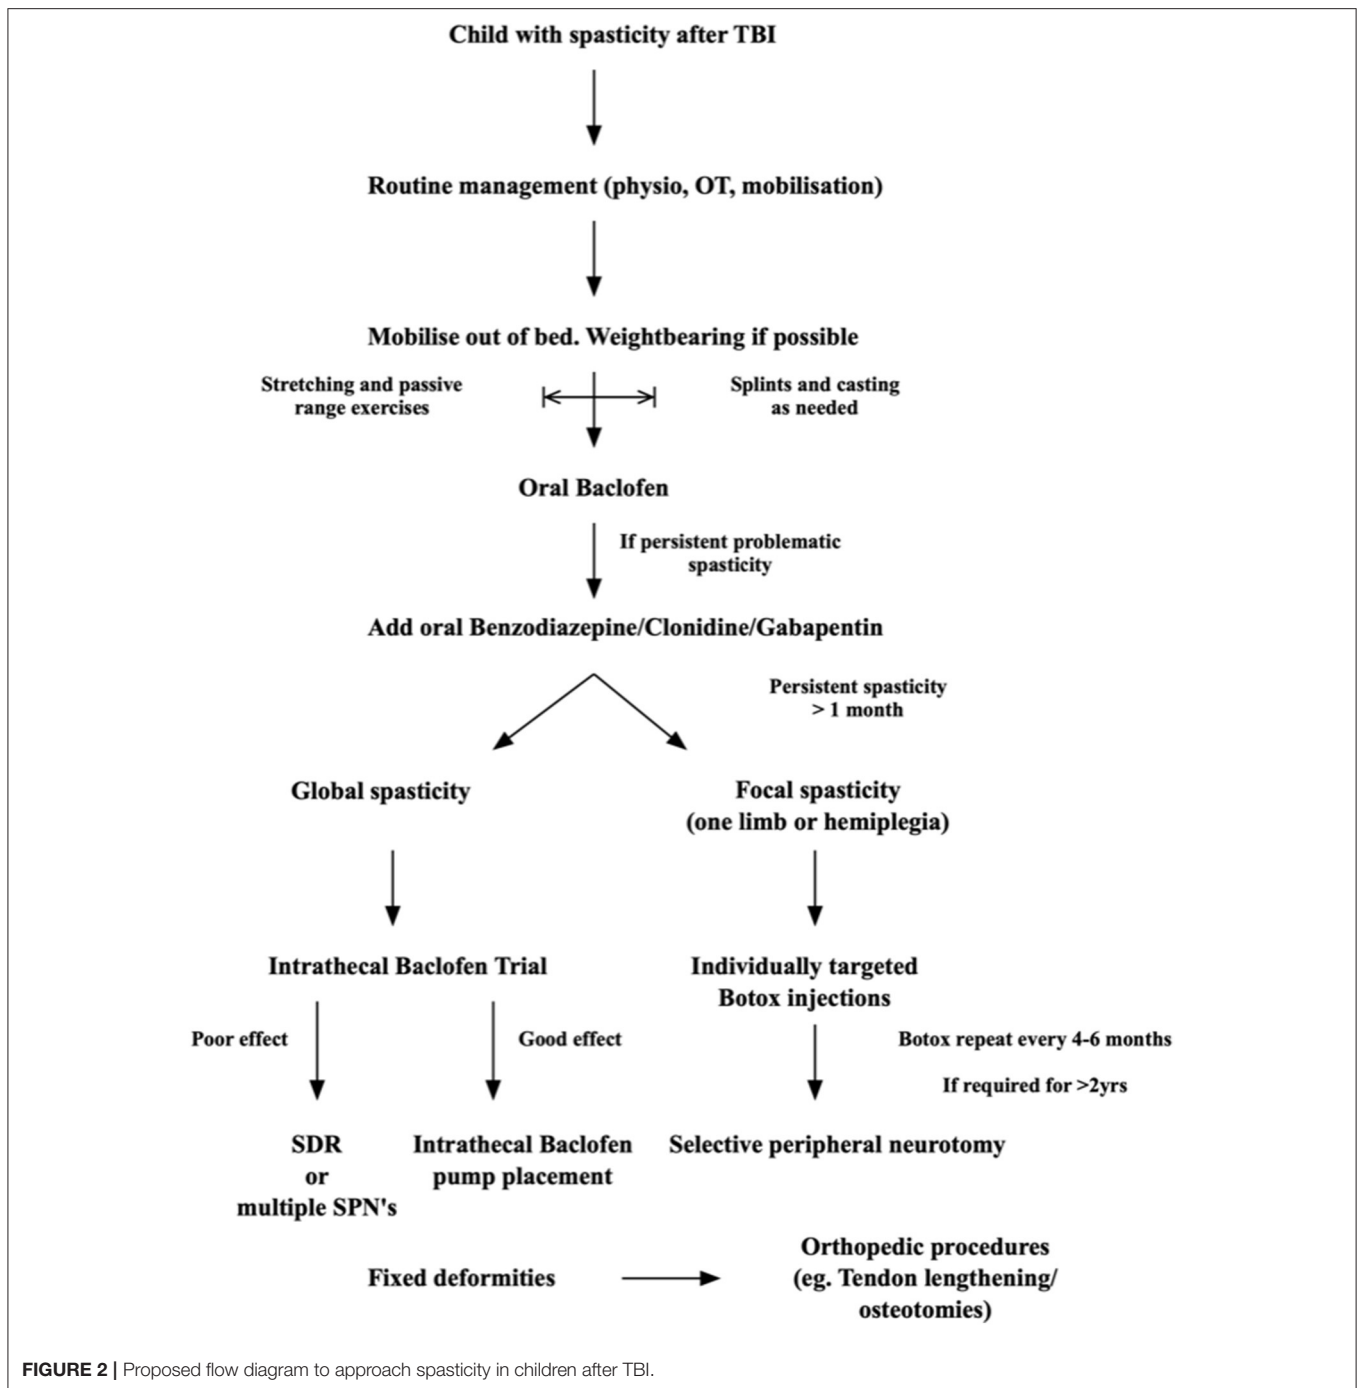 Child with spasticity after TBI
Routine management (physio, OT, mobilisation)
Mobilise out of bed. Weightbearing if possible
Stretching and passive
range exercises
Splints and casting
as needed
Oral Baclofen
If persistent problematic
spasticity
Add oral Benzodiazepine/Clonidine/Gabapentin
Persistent spasticity
> 1 month
Global spasticity
Focal spasticity
(one limb or hemiplegia)
Intrathecal Baclofen Trial
Individually targeted
Botox injections
Poor effect
Good effect
Botox repeat every 4-6 months
If required for >2yrs
SDR
or
multiple SPN's
Intrathecal Baclofen
pump placement
Selective peripheral neurotomy
Fixed deformities
Orthopedic procedures
(eg. Tendon lengthening/
osteotomies)
FIGURE 2 | Proposed flow diagram to approach spasticity in children after TBI.